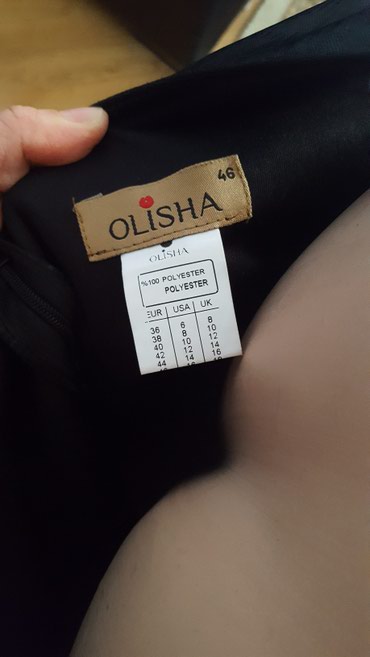 46
OLiSHA
OLiSHA
%100 POLYESTER
POLYESTER
EUR USA UK
36 6 8
38 8 10
40 10 12
42 12 14
44 14 16